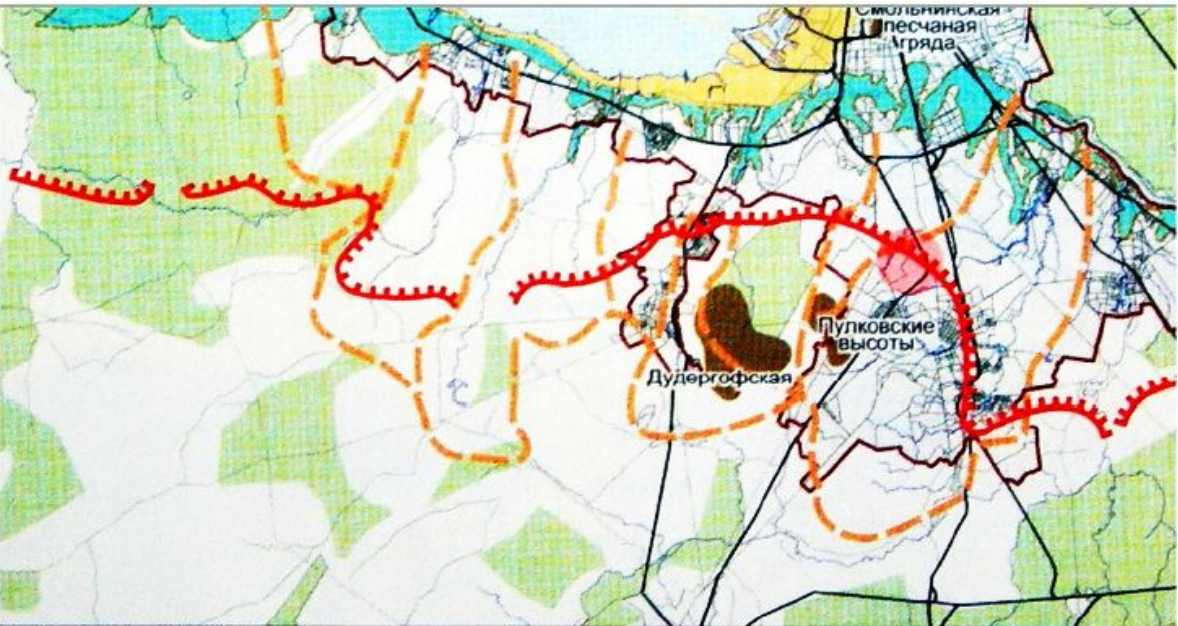 Смольнинская
песчаная
гряда
Пулковские
высоты
Дудергофская